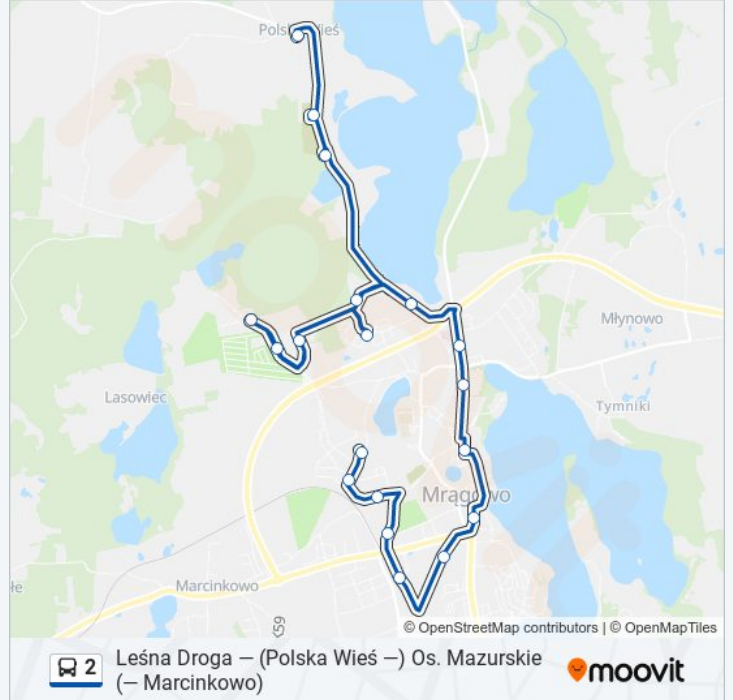 Polska Wieś
Młynowo
Lasowiec
Tymniki
Mrągowo
łe
Marcinkowo
59
© OpenStreetMap contributors | © OpenMapTiles
2
Leśna Droga — (Polska Wieś —) Os. Mazurskie
(— Marcinkowo)
moovit